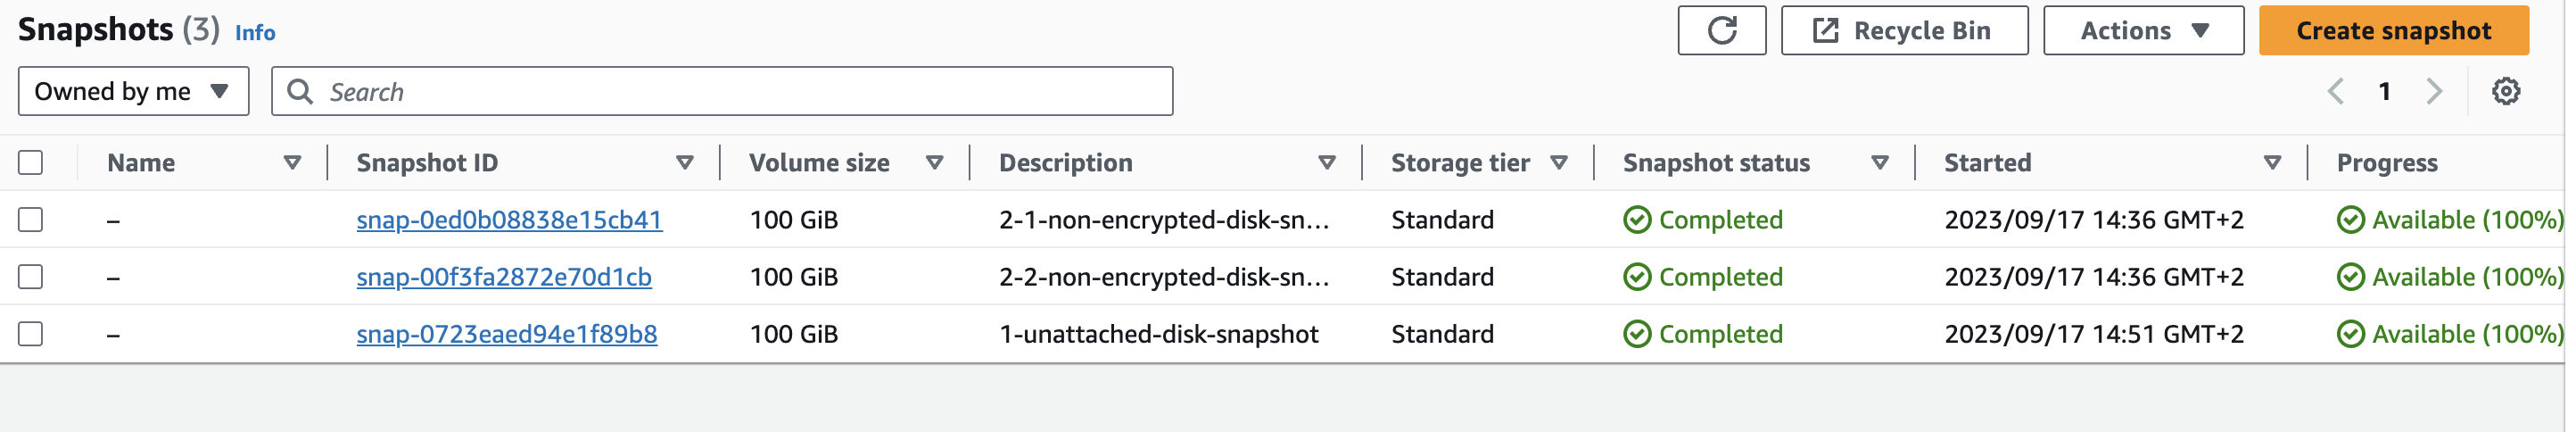 Snapshots (3) Info
Recycle Bin
Actions
Create snapshot
Owned by me
Search
1
Name Snapshot ID Volume size Description Storage tier Snapshot status Started Progress
– snap-0ed0b08838e15cb41 100 GiB 2-1-non-encrypted-disk-sn... Standard Completed 2023/09/17 14:36 GMT+2 Available (100%)
– snap-00f3fa2872e70d1cb 100 GiB 2-2-non-encrypted-disk-sn... Standard Completed 2023/09/17 14:36 GMT+2 Available (100%)
– snap-0723eaed94e1f89b8 100 GiB 1-unattached-disk-snapshot Standard Completed 2023/09/17 14:51 GMT+2 Available (100%)